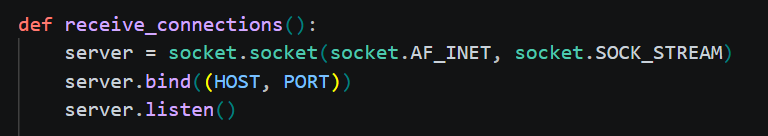 def receive_connections():
    server = socket.socket(socket.AF_INET, socket.SOCK_STREAM)
    server.bind((HOST, PORT))
    server.listen()